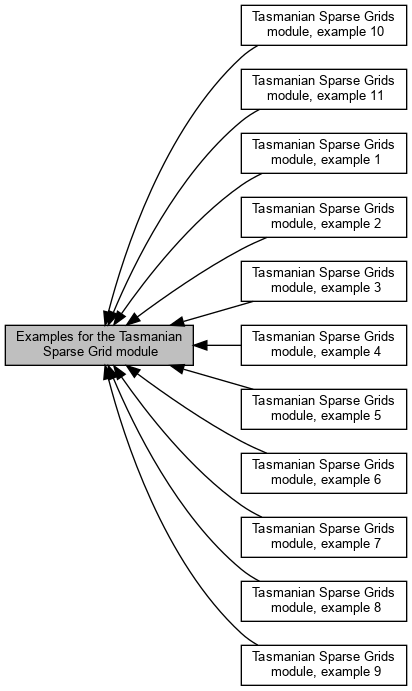 Tasmanian Sparse Grids
module, example 10
Tasmanian Sparse Grids
module, example 11
Tasmanian Sparse Grids
module, example 1
Tasmanian Sparse Grids
module, example 2
Tasmanian Sparse Grids
module, example 3
Examples for the Tasmanian
Sparse Grid module
Tasmanian Sparse Grids
module, example 4
Tasmanian Sparse Grids
module, example 5
Tasmanian Sparse Grids
module, example 6
Tasmanian Sparse Grids
module, example 7
Tasmanian Sparse Grids
module, example 8
Tasmanian Sparse Grids
module, example 9